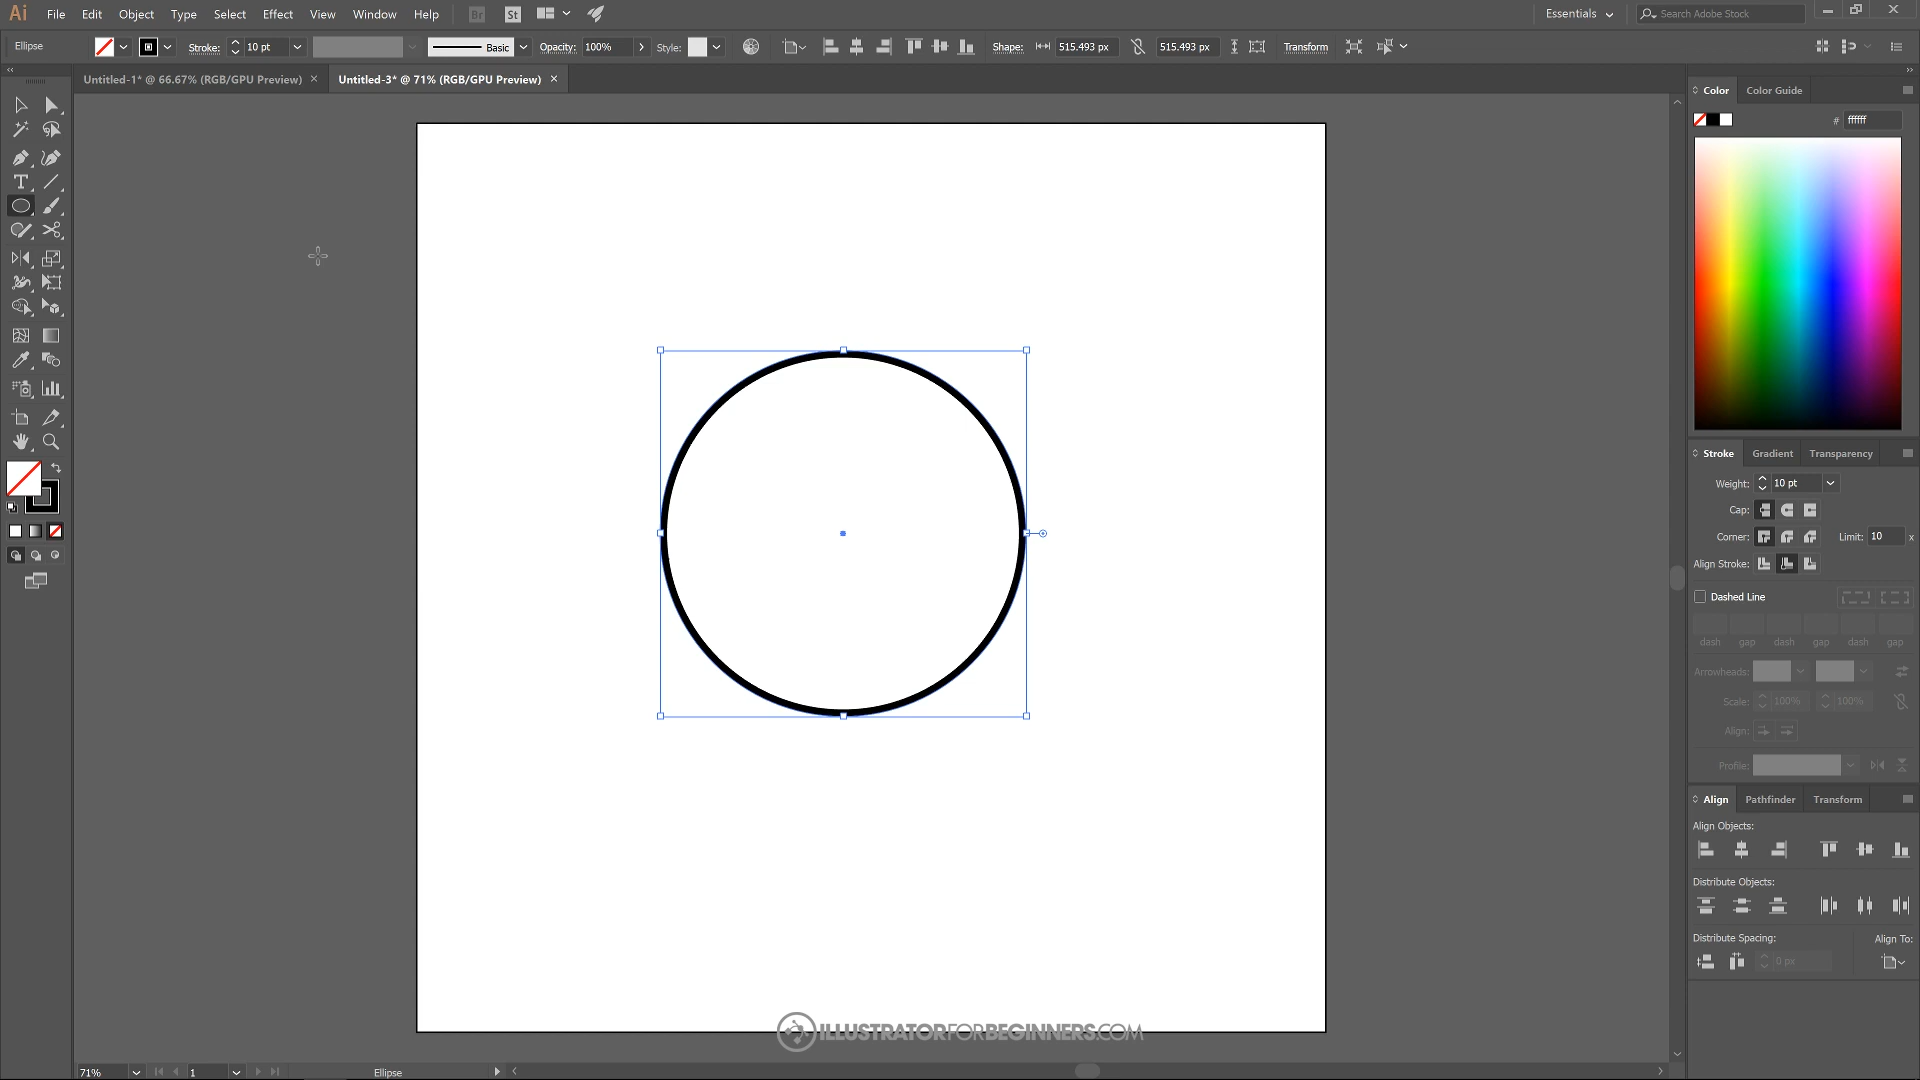 Ai File Edit Object Type Select Effect View Window Help Br St Essentials Search Adobe Stock
Ellipse Stroke: 10 pt Basic Opacity: 100% Style: Shape: 515.493 px 515.493 px Transform
Untitled-1* @ 66.67% (RGB/GPU Preview) × Untitled-3* @ 71% (RGB/GPU Preview) ×
Color Color Guide
# ffffff
Stroke Gradient Transparency
Weight: 10 pt
Cap:
Corner: Limit: 10 x
Align Stroke:
Dashed Line
dash gap dash gap dash gap
Arrowheads:
Scale: 100% 100%
Align:
Profile:
Align Pathfinder Transform
Align Objects:
Distribute Objects:
Distribute Spacing: Align To:
0 px
ILLUSTRATORFORBEGINNERS.COM
71% 1 Ellipse